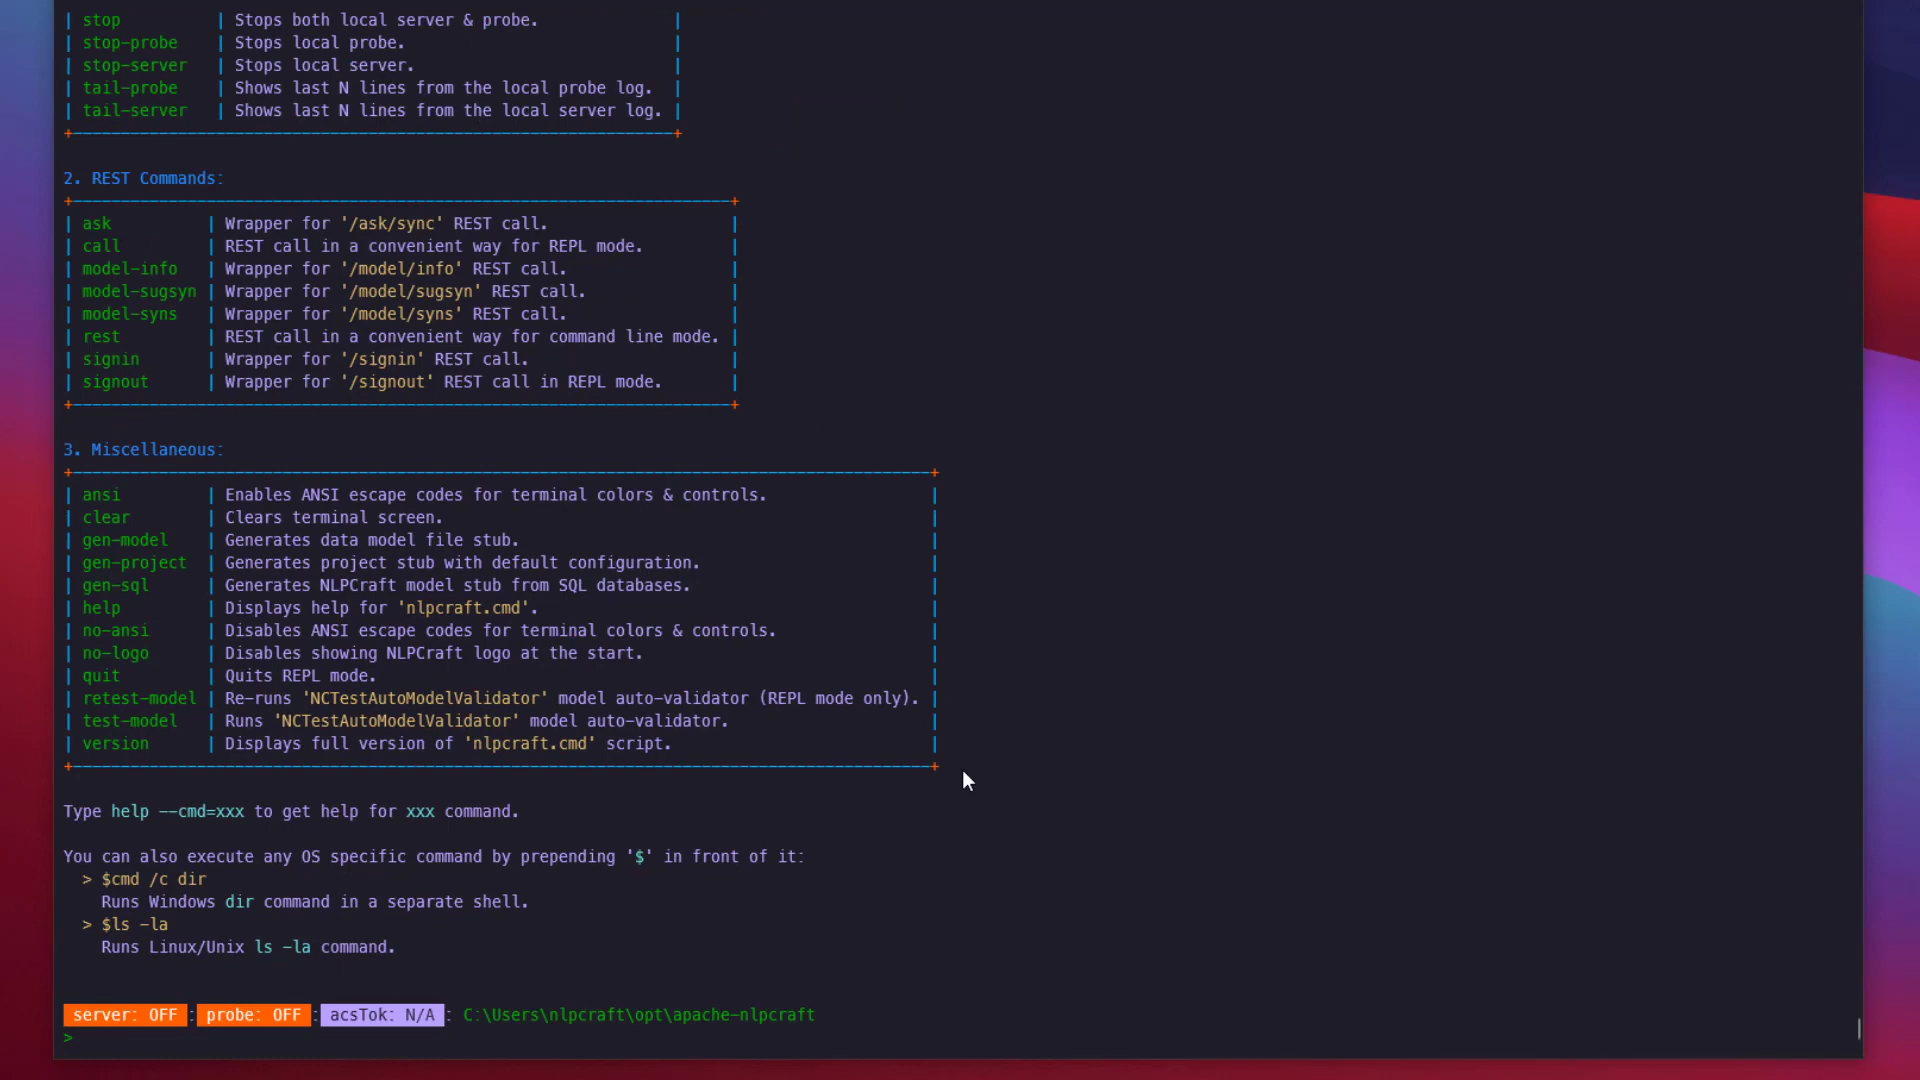 | stop | Stops both local server & probe. |
| stop-probe | Stops local probe. |
| stop-server | Stops local server. |
| tail-probe | Shows last N lines from the local probe log. |
| tail-server | Shows last N lines from the local server log. |
2. REST Commands:
| ask | Wrapper for '/ask/sync' REST call. |
| call | REST call in a convenient way for REPL mode. |
| model-info | Wrapper for '/model/info' REST call. |
| model-sugsyn | Wrapper for '/model/sugsyn' REST call. |
| model-syns | Wrapper for '/model/syns' REST call. |
| rest | REST call in a convenient way for command line mode. |
| signin | Wrapper for '/signin' REST call. |
| signout | Wrapper for '/signout' REST call in REPL mode. |
3. Miscellaneous:
| ansi | Enables ANSI escape codes for terminal colors & controls. |
| clear | Clears terminal screen. |
| gen-model | Generates data model file stub. |
| gen-project | Generates project stub with default configuration. |
| gen-sql | Generates NLPCraft model stub from SQL databases. |
| help | Displays help for 'nlpcraft.cmd'. |
| no-ansi | Disables ANSI escape codes for terminal colors & controls. |
| no-logo | Disables showing NLPCraft logo at the start. |
| quit | Quits REPL mode. |
| retest-model | Re-runs 'NCTestAutoModelValidator' model auto-validator (REPL mode only). |
| test-model | Runs 'NCTestAutoModelValidator' model auto-validator. |
| version | Displays full version of 'nlpcraft.cmd' script. |
Type help --cmd=xxx to get help for xxx command.
You can also execute any OS specific command by prepending '$' in front of it:
> $cmd /c dir
Runs Windows dir command in a separate shell.
> $ls -la
Runs Linux/Unix ls -la command.
server: OFF : probe: OFF : acsTok: N/A : C:\Users\nlpcraft\opt\apache-nlpcraft
>